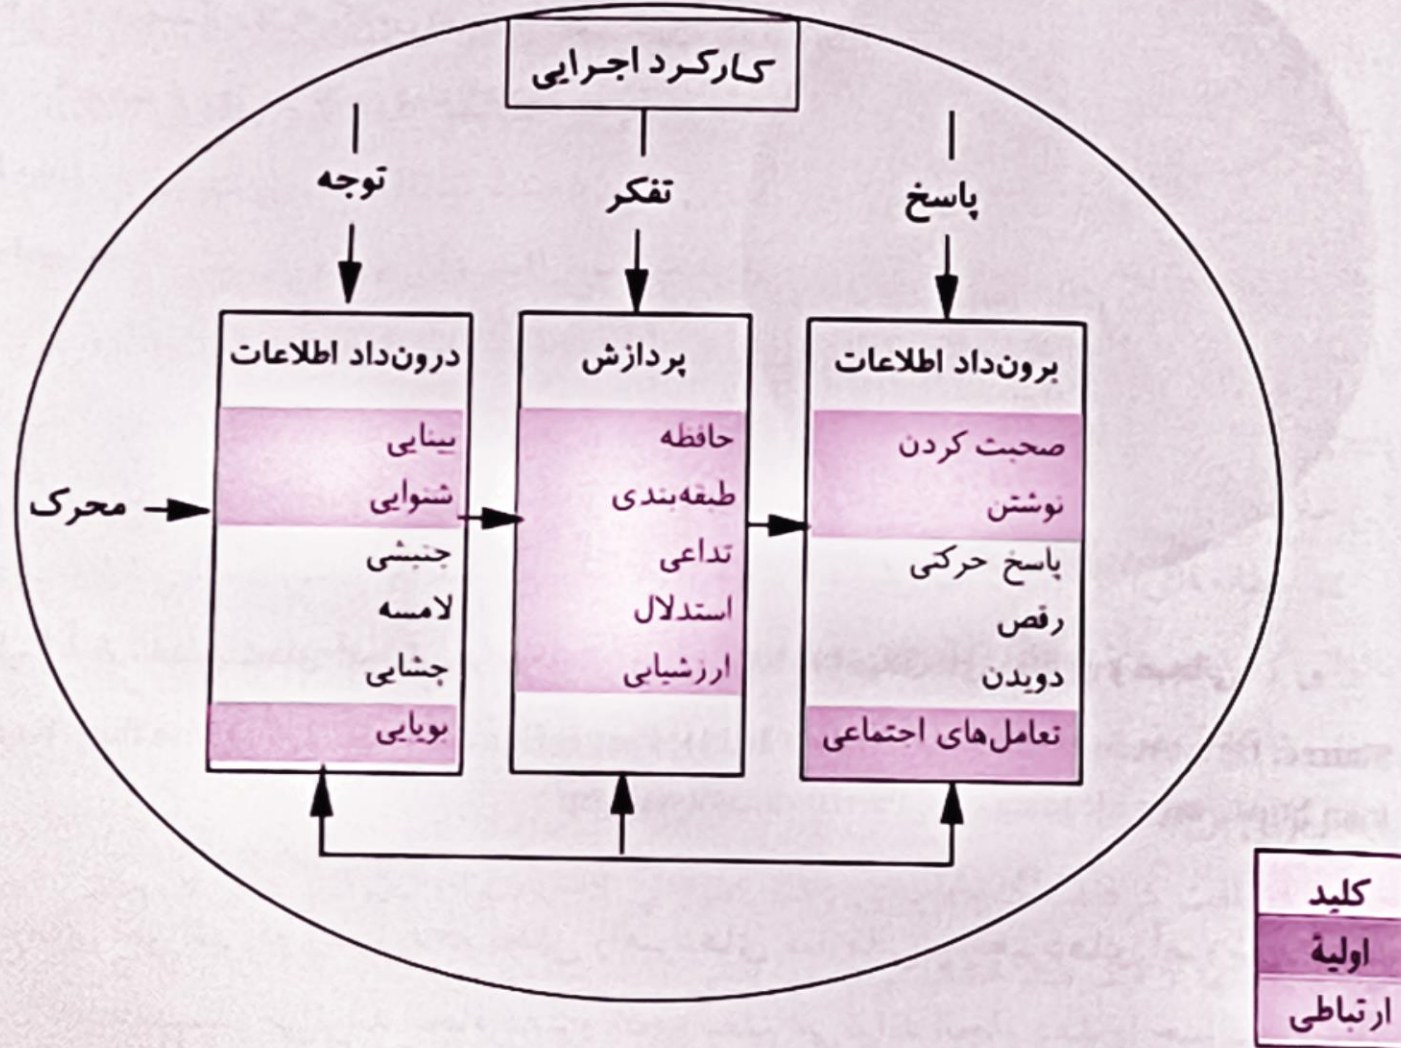 کارکرد اجرایی
توجه
تفکر
پاسخ
محرک
درون‌داد اطلاعات
بینایی
شنوایی
جنبشی
لامسه
چشایی
بویایی
پردازش
حافظه
طبقه‌بندی
تداعی
استدلال
ارزشیابی
برون‌داد اطلاعات
صحبت کردن
نوشتن
پاسخ حرکتی
رقص
دویدن
تعامل‌های اجتماعی
کلید
اولیهٔ
ارتباطی